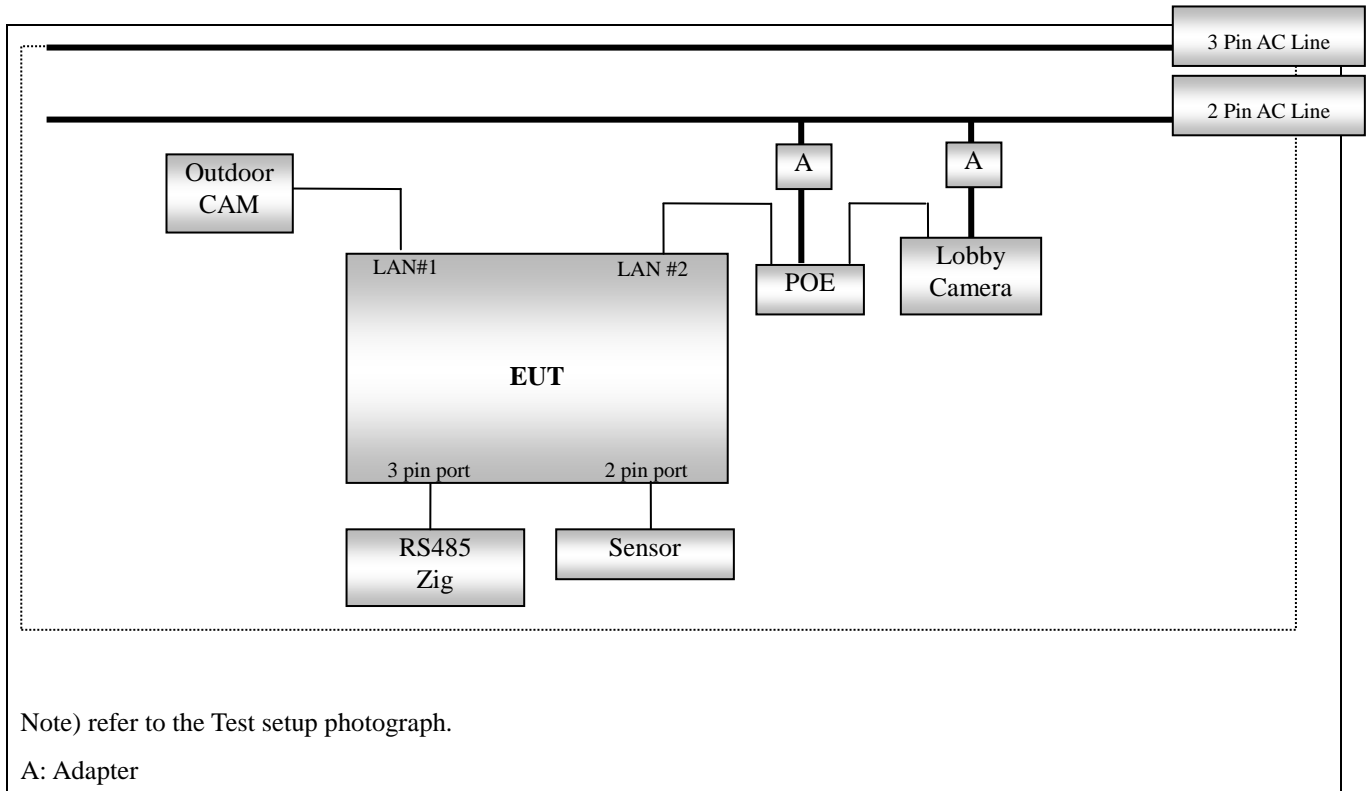 3 Pin AC Line
2 Pin AC Line
A
A
Outdoor
CAM
LAN#1
LAN #2
POE
Lobby
Camera
EUT
3 pin port
2 pin port
RS485
Zig
Sensor
Note) refer to the Test setup photograph.
A: Adapter